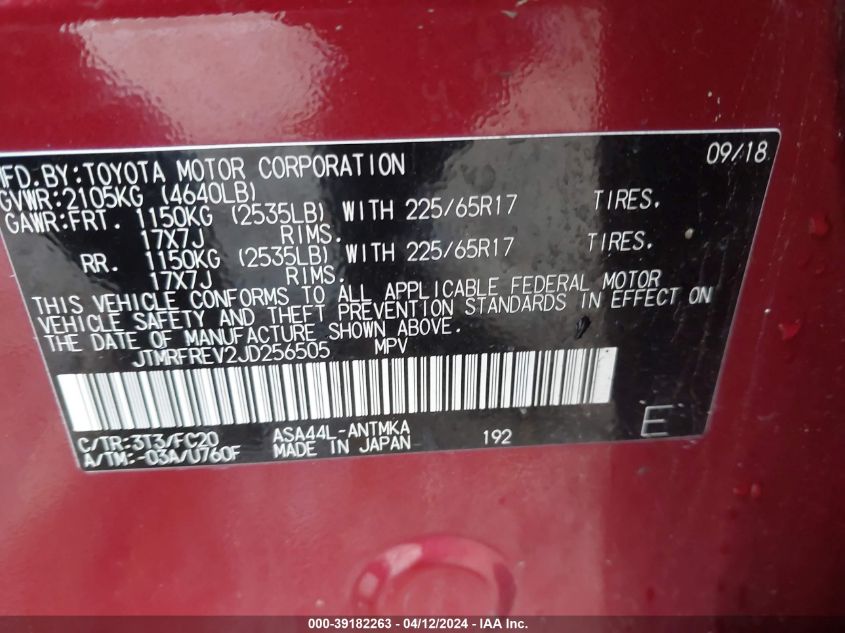 MFD.BY:TOYOTA MOTOR CORPORATION 09/18
GVWR:2105KG (4640LB)
GAWR:FRT. 1150KG (2535LB) WITH 225/65R17 TIRES.
17X7J RIMS.
RR. 1150KG (2535LB) WITH 225/65R17 TIRES.
17X7J RIMS.
THIS VEHICLE CONFORMS TO ALL APPLICABLE FEDERAL MOTOR
VEHICLE SAFETY AND THEFT PREVENTION STANDARDS IN EFFECT ON
THE DATE OF MANUFACTURE SHOWN ABOVE.
JTMRFREV2JD256505 MPV
C/TR:3T3/FC20 ASA44L-ANTMKA 192 E
A/TM:-03A/U760F MADE IN JAPAN
000-39182263 - 04/12/2024 - IAA Inc.